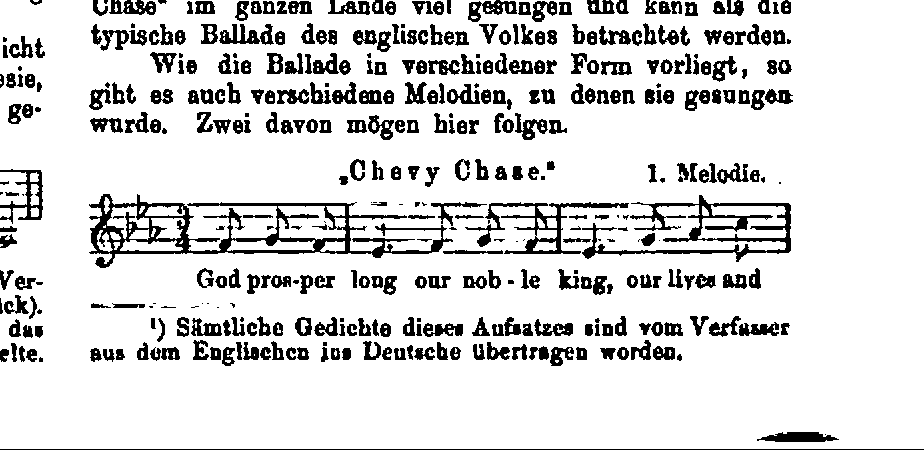 icht
esie,
ge-
Ver-
ick).
das
elte.
Chase“ im ganzen Lande viel gesungen und kann als die
typische Ballade des englischen Volkes betrachtet werden.
Wie die Ballade in verschiedener Form vorliegt, so
gibt es auch verschiedene Melodien, zu denen sie gesungen
wurde. Zwei davon mögen hier folgen.
„Chevy Chase.“ 1. Melodie.
God pros-per long our nob - le king, our lives and
¹) Sämtliche Gedichte dieses Aufsatzes sind vom Verfasser
aus dem Englischen ins Deutsche übertragen worden.